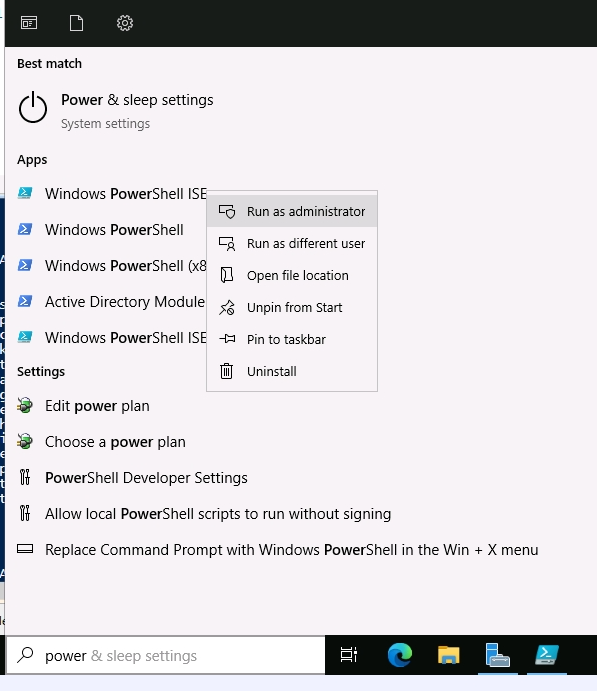 Best match
Power & sleep settings
System settings
Apps
Windows PowerShell ISE
Run as administrator
Windows PowerShell
Run as different user
Windows PowerShell (x8
Open file location
Active Directory Module
Unpin from Start
Windows PowerShell ISE
Pin to taskbar
Settings
Uninstall
Edit power plan
Choose a power plan
PowerShell Developer Settings
Allow local PowerShell scripts to run without signing
Replace Command Prompt with Windows PowerShell in the Win + X menu
power & sleep settings